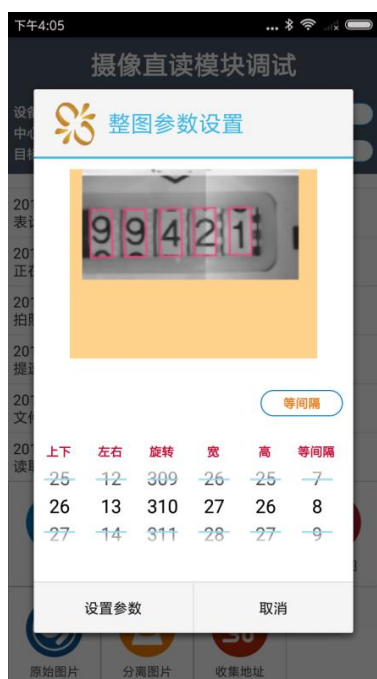 下午4:05
摄像直读模块调试
整图参数设置
99421
等间隔
上下 左右 旋转 宽 高 等间隔
25 12 309 26 25 7
26 13 310 27 26 8
27 14 311 28 27 9
设置参数 取消
原始图片 分离图片 收集地址